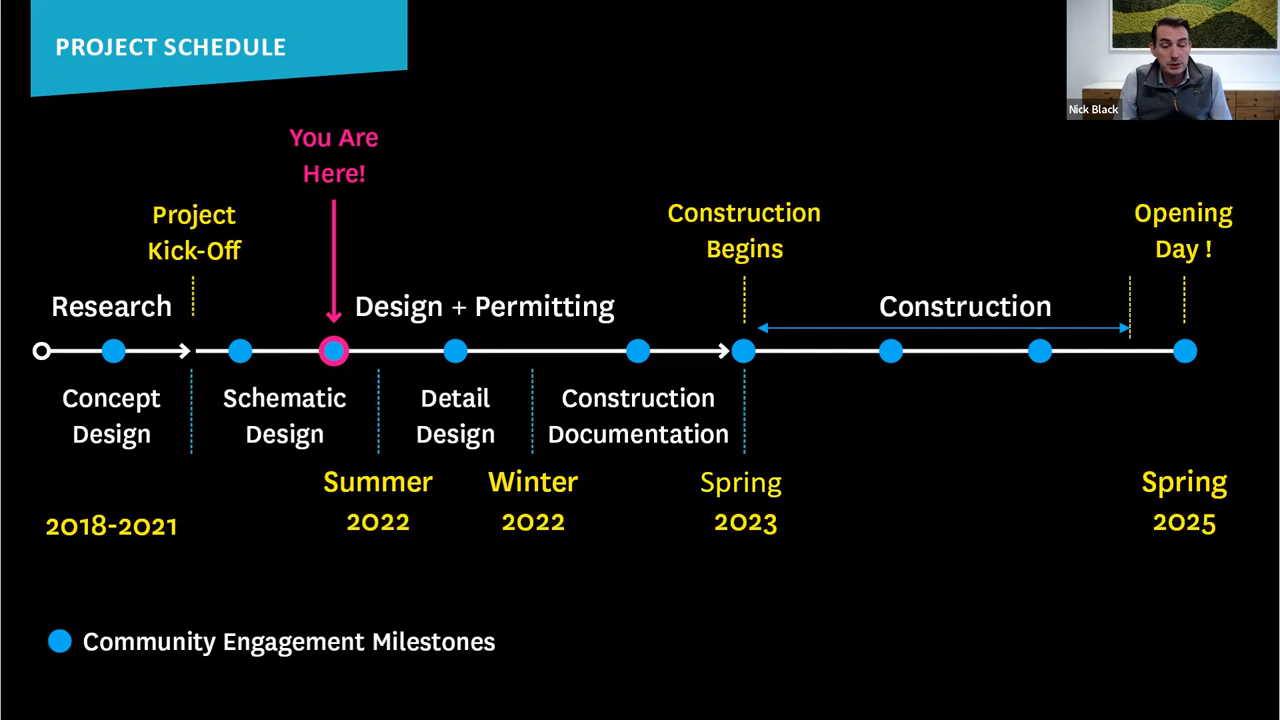 PROJECT SCHEDULE
Nick Black
You Are
Here!
Project
Kick-Off
Construction
Begins
Opening
Day !
Research
Design + Permitting
Construction
Concept
Design
Schematic
Design
Detail
Design
Construction
Documentation
2018-2021
Summer
2022
Winter
2022
Spring
2023
Spring
2025
Community Engagement Milestones